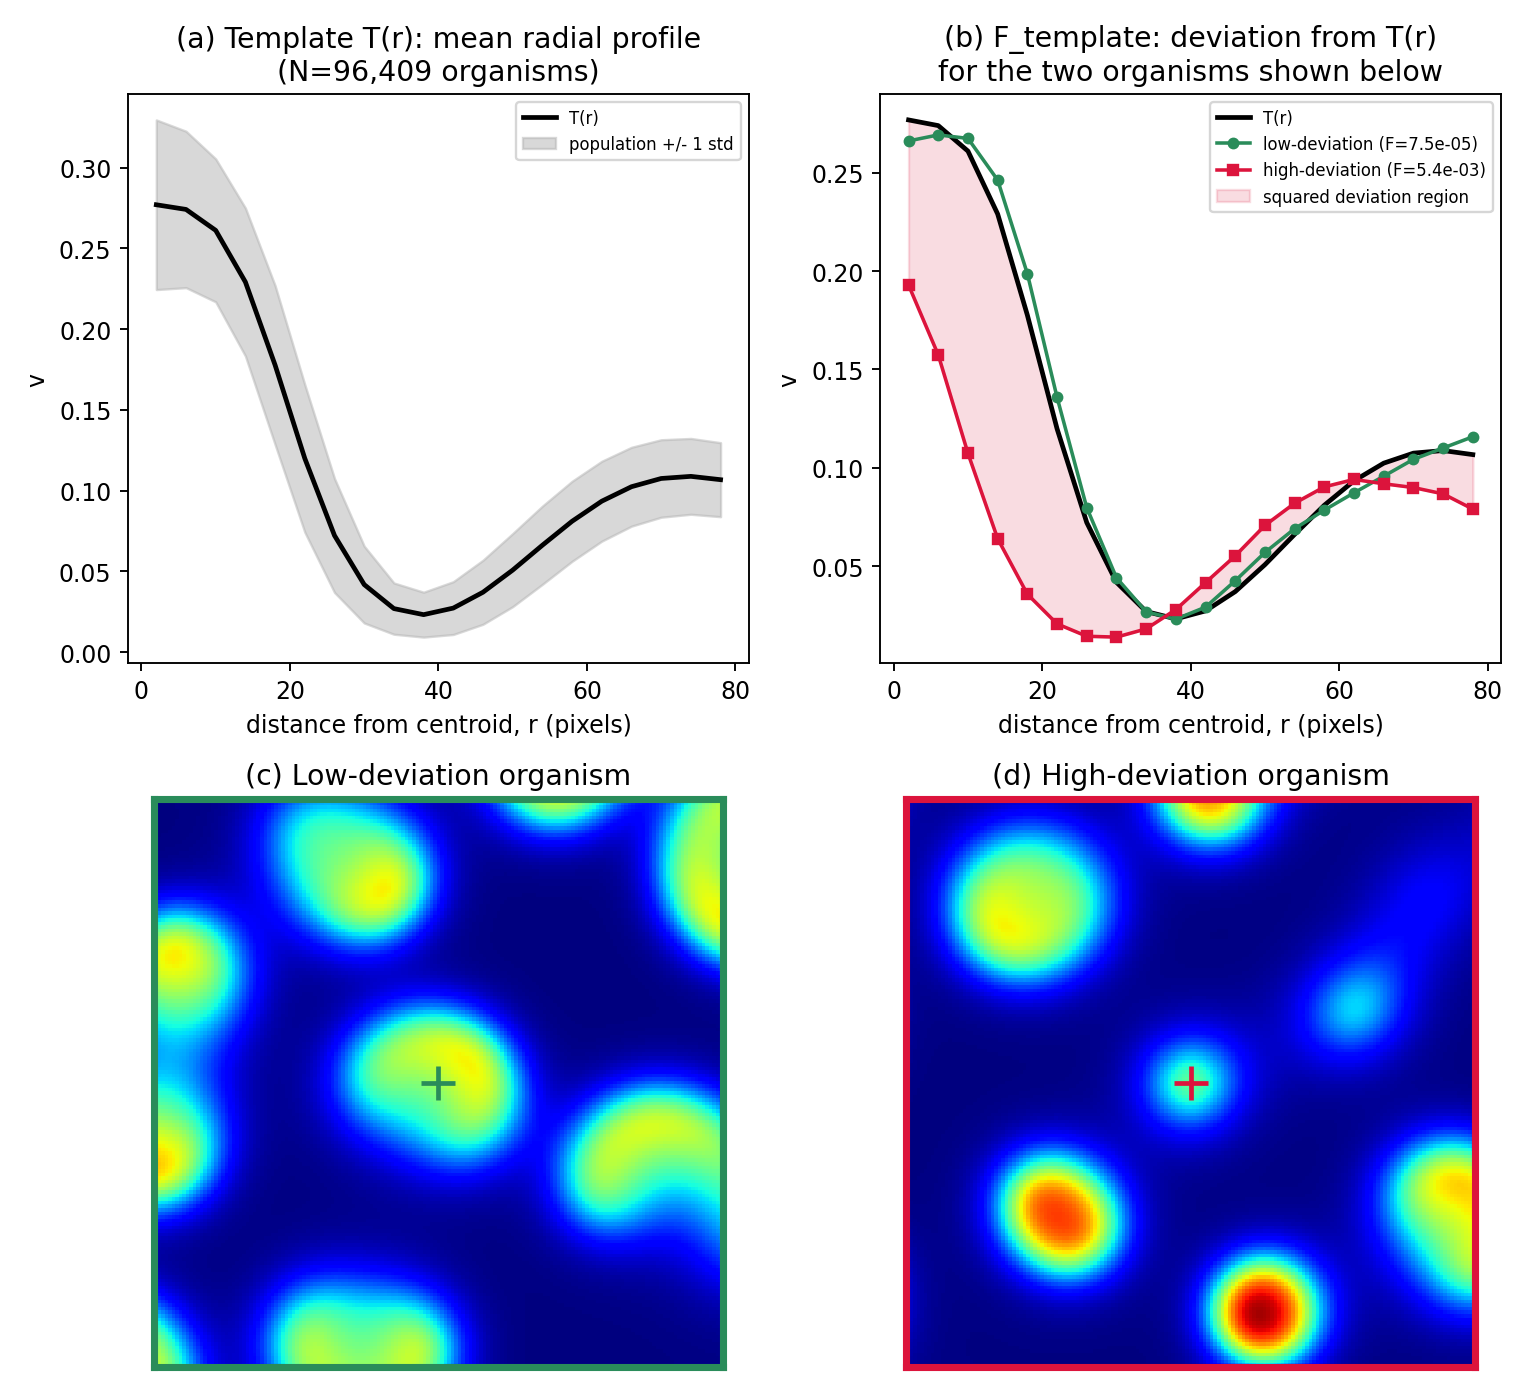 (a) Template T(r): mean radial profile
(N=96,409 organisms)
T(r)
population +/- 1 std
0.30
0.25
0.20
0.15
0.10
0.05
0.00
v
0
20
40
60
80
distance from centroid, r (pixels)
(b) F_template: deviation from T(r)
for the two organisms shown below
T(r)
low-deviation (F=7.5e-05)
high-deviation (F=5.4e-03)
squared deviation region
0.25
0.20
0.15
0.10
0.05
v
0
20
40
60
80
distance from centroid, r (pixels)
(c) Low-deviation organism
(d) High-deviation organism